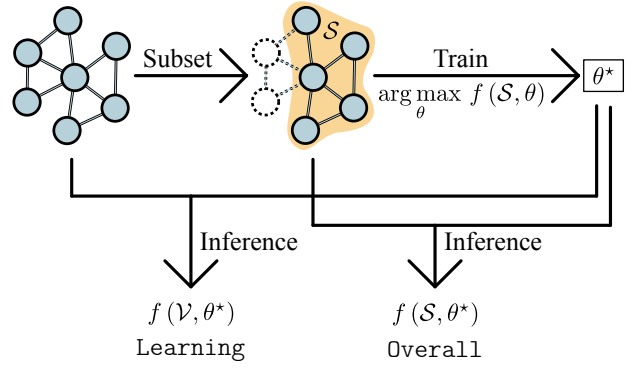 𝒮
Subset
Train
θ⋆
arg max f (𝒮, θ)
θ
Inference
Inference
f (𝒱, θ⋆)
f (𝒮, θ⋆)
Learning
Overall